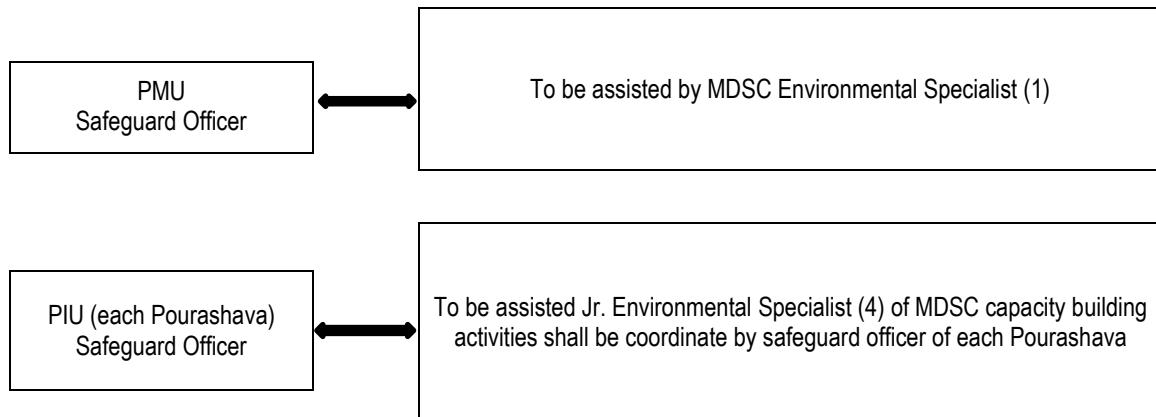 PMU
Safeguard Officer
To be assisted by MDSC Environmental Specialist (1)
PIU (each Pourashava)
Safeguard Officer
To be assisted Jr. Environmental Specialist (4) of MDSC capacity building
activities shall be coordinate by safeguard officer of each Pourashava